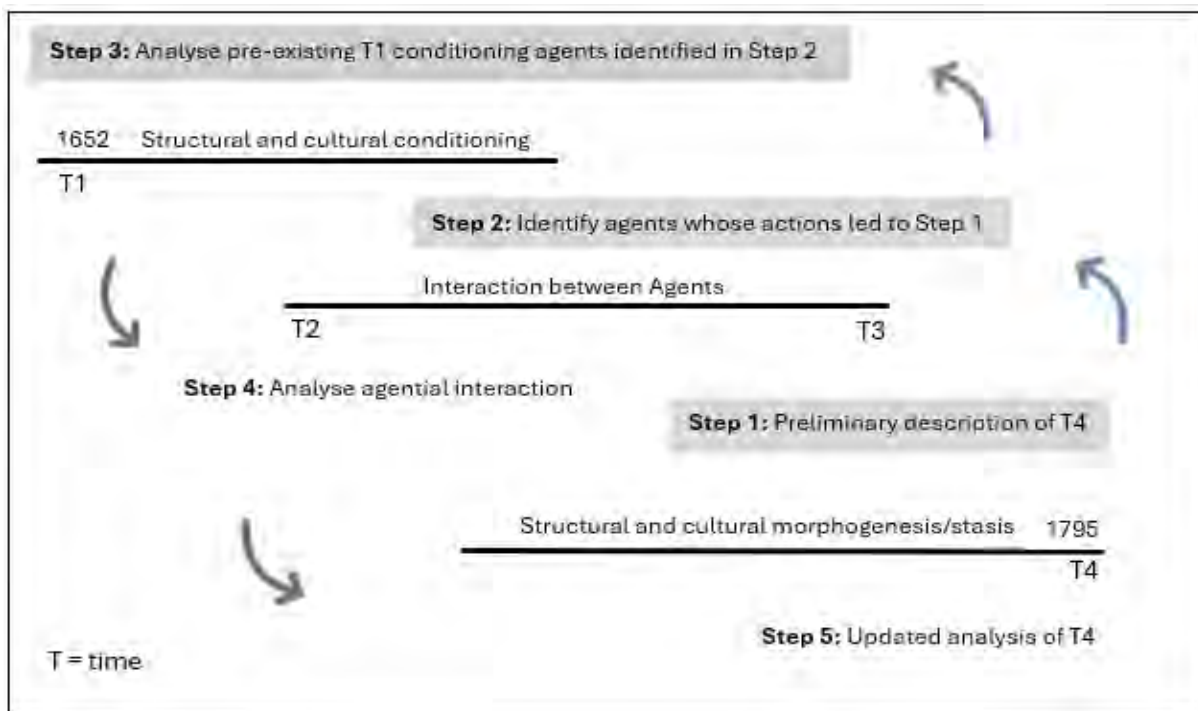 Step 3: Analyse pre-existing T1 conditioning agents identified in Step 2
1652 Structural and cultural conditioning
T1
Step 2: Identify agents whose actions led to Step 1
Interaction between Agents
T2 T3
Step 4: Analyse agential interaction
Step 1: Preliminary description of T4
Structural and cultural morphogenesis/stasis 1795
T4
Step 5: Updated analysis of T4
T = time